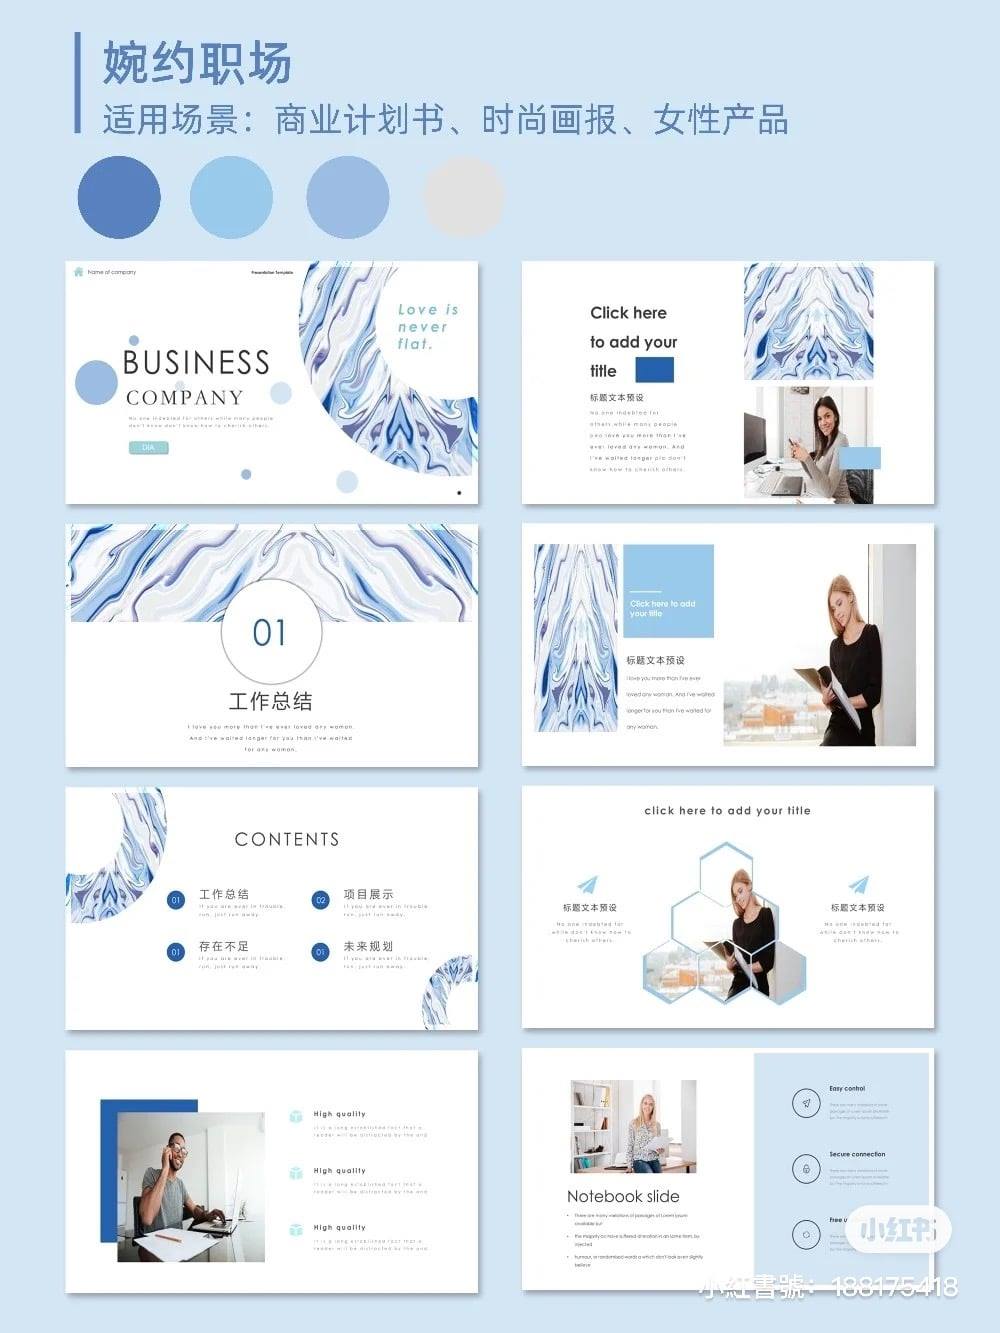 婉约职场
适用场景：商业计划书、时尚画报、女性产品
Name of company
Presentation Template
Love is
never
flat.
BUSINESS
COMPANY
No one indebted for others while many people
don't know don't know how to cherish others.
DIA
Click here
to add your
title
标题文本预设
No one indebted for
others while many people
you love you more than I've
ever loved any woman. And
I've waited longer
know how to cherish others.
01
工作总结
I love you more than I've ever loved any woman.
And I've waited longer for you than I've waited
for any woman.
Click here to add
your title
标题文本预设
I love you more than I've ever
loved any woman. And I've waited
longer for you than I've waited for
any woman.
CONTENTS
01
工作总结
If you are ever in trouble,
run, just run away.
02
项目展示
If you are ever in trouble,
run, just run away.
01
存在不足
If you are ever in trouble,
run, just run away.
01
未来规划
If you are ever in trouble,
run, just run away.
click here to add your title
标题文本预设
No one indebted for
while don't know how to
cherish others.
标题文本预设
No one indebted for
while don't know how to
cherish others.
High quality
It is a long established fact that a
reader will be distracted by the and
High quality
It is a long established fact that a
reader will be distracted by the and
High quality
It is a long established fact that a
reader will be distracted by the and
Notebook slide
• There are many variations of passages of Lorem Ipsum
available but
• the majority as have suffered alteration in an some form, by
injected
• humour, or randomised words a which don't look even slightly
believe
Easy control
Secure connection
Free
小红书
小紅書號：188175418